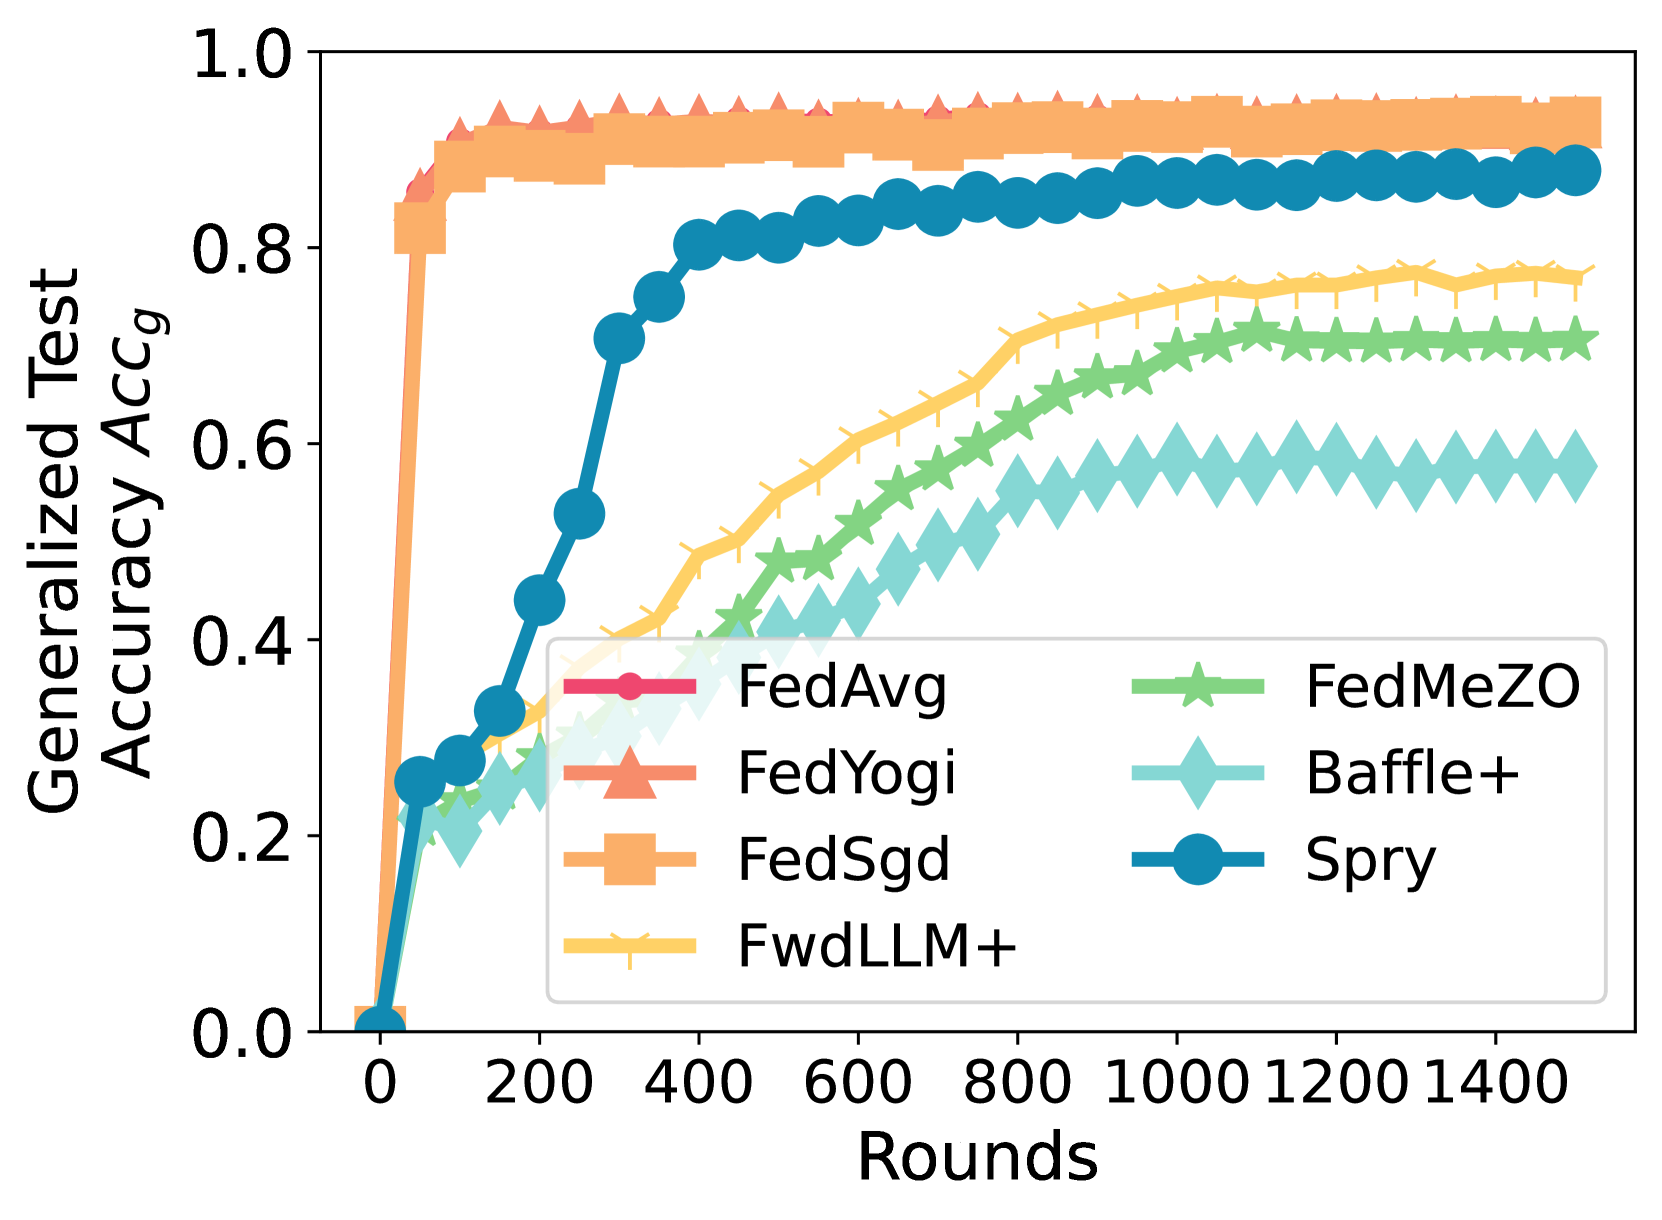 Generalized Test
Accuracy Acc_g
1.0
0.8
0.6
0.4
0.2
0.0
0 200 400 600 800 1000 1200 1400
Rounds
FedAvg
FedYogi
FedSgd
FwdLLM+
FedMeZO
Baffle+
Spry